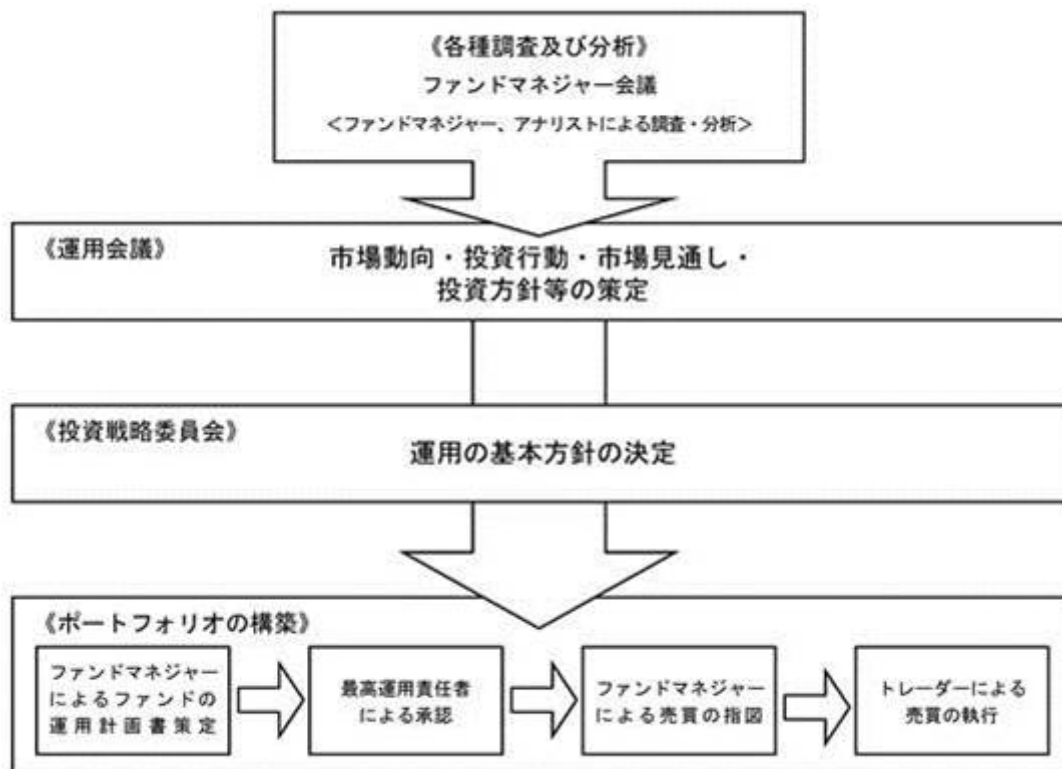 《各種調査及び分析》
ファンドマネジャー会議
<ファンドマネジャー、アナリストによる調査・分析>
《運用会議》
市場動向・投資行動・市場見通し・
投資方針等の策定
《投資戦略委員会》
運用の基本方針の決定
《ポートフォリオの構築》
ファンドマネジャー
によるファンドの
運用計画書策定
最高運用責任者
による承認
ファンドマネジャー
による売買の指図
トレーダーによる
売買の執行